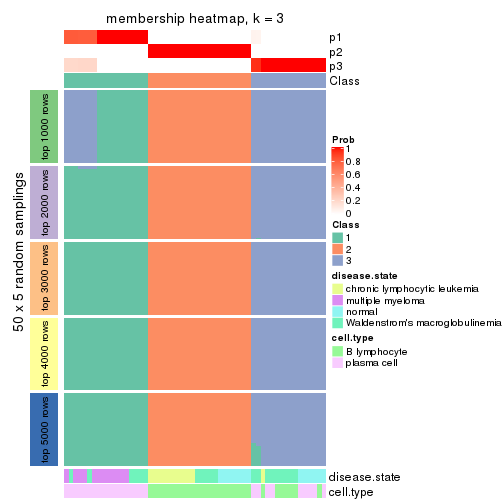 membership heatmap, k = 3
p1
p2
p3
Class
50 x 5 random samplings
top 1000 rows
top 2000 rows
top 3000 rows
top 4000 rows
top 5000 rows
disease.state
cell.type
Prob
1
0.8
0.6
0.4
0.2
0
Class
1
2
3
disease.state
chronic lymphocytic leukemia
multiple myeloma
normal
Waldenstrom's macroglobulinemia
cell.type
B lymphocyte
plasma cell